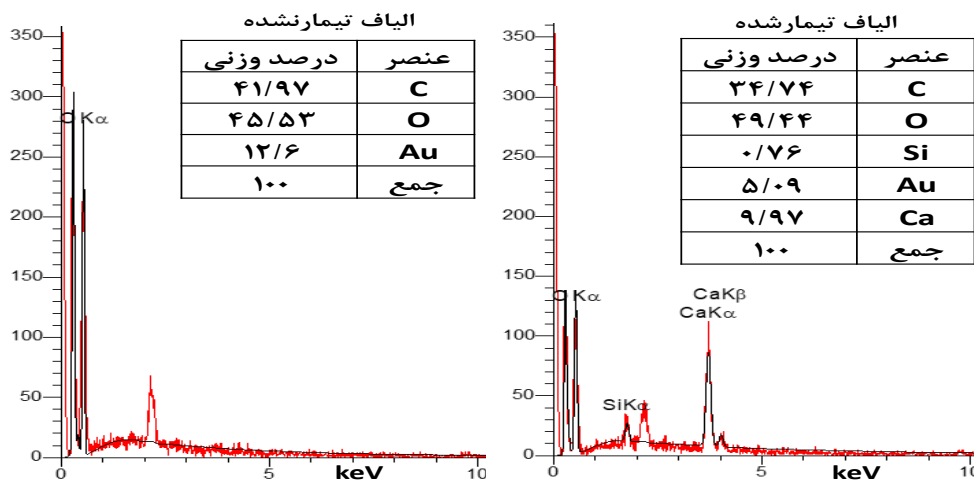 الیاف تیمارنشده
عنصر درصد وزنی
C ۴۱/۹۷
O ۴۵/۵۳
Au ۱۲/۶
جمع ۱۰۰
350
300
250
200
150
100
50
0
O Kα
0 5 10
keV
الیاف تیمارشده
عنصر درصد وزنی
C ۳۴/۷۴
O ۴۹/۴۴
Si ۰/۷۶
Au ۵/۰۹
Ca ۹/۹۷
جمع ۱۰۰
350
300
250
200
150
100
50
0
O Kα
CaKβ
CaKα
SiKα
0 5 10
keV